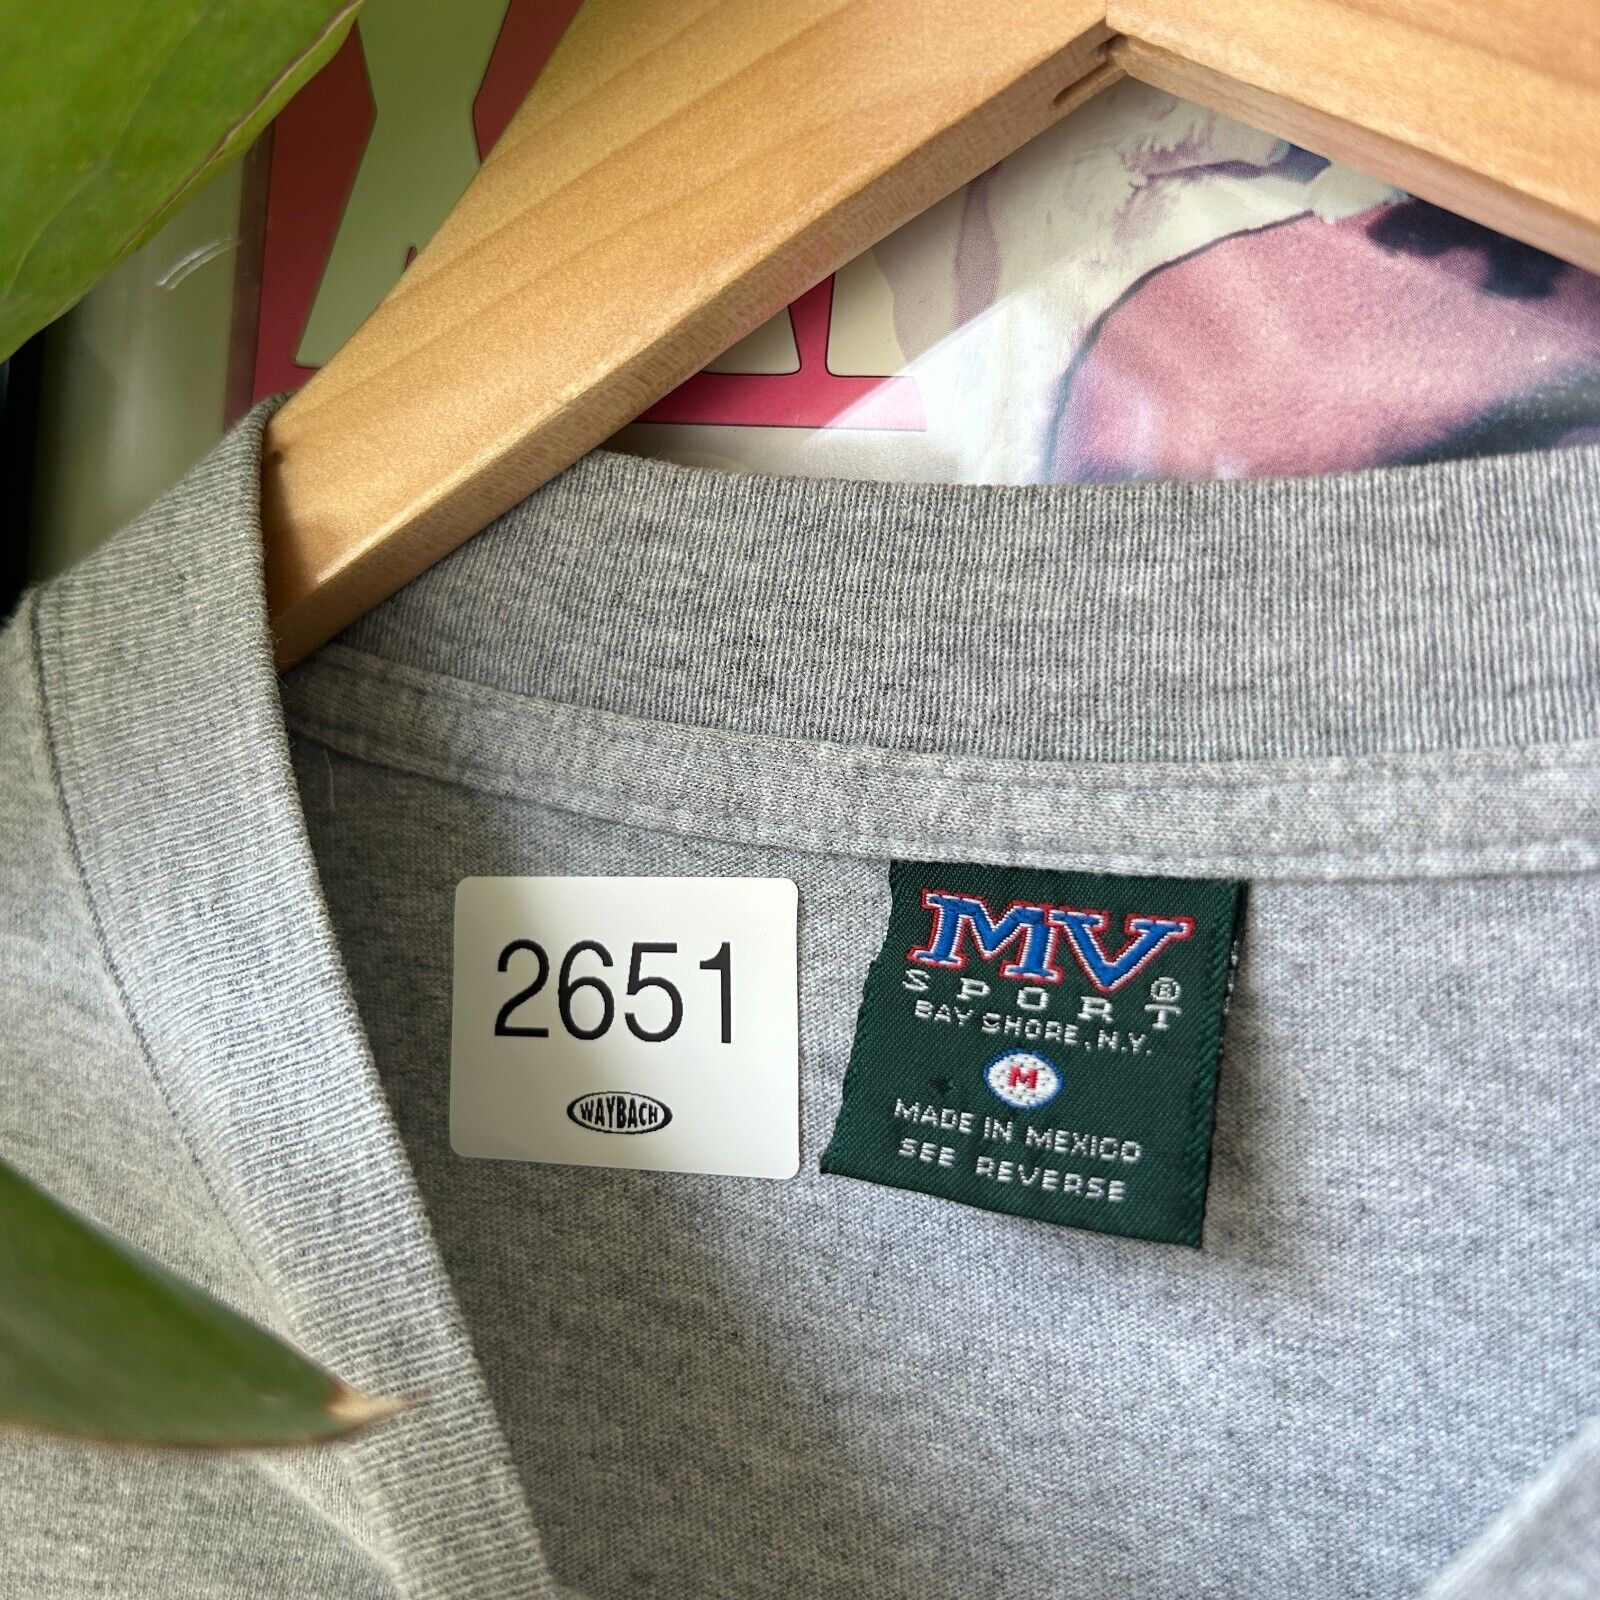 2651
WAYBACH
MV
SPORT®
BAY SHORE, N.Y.
M
MADE IN MEXICO
SEE REVERSE